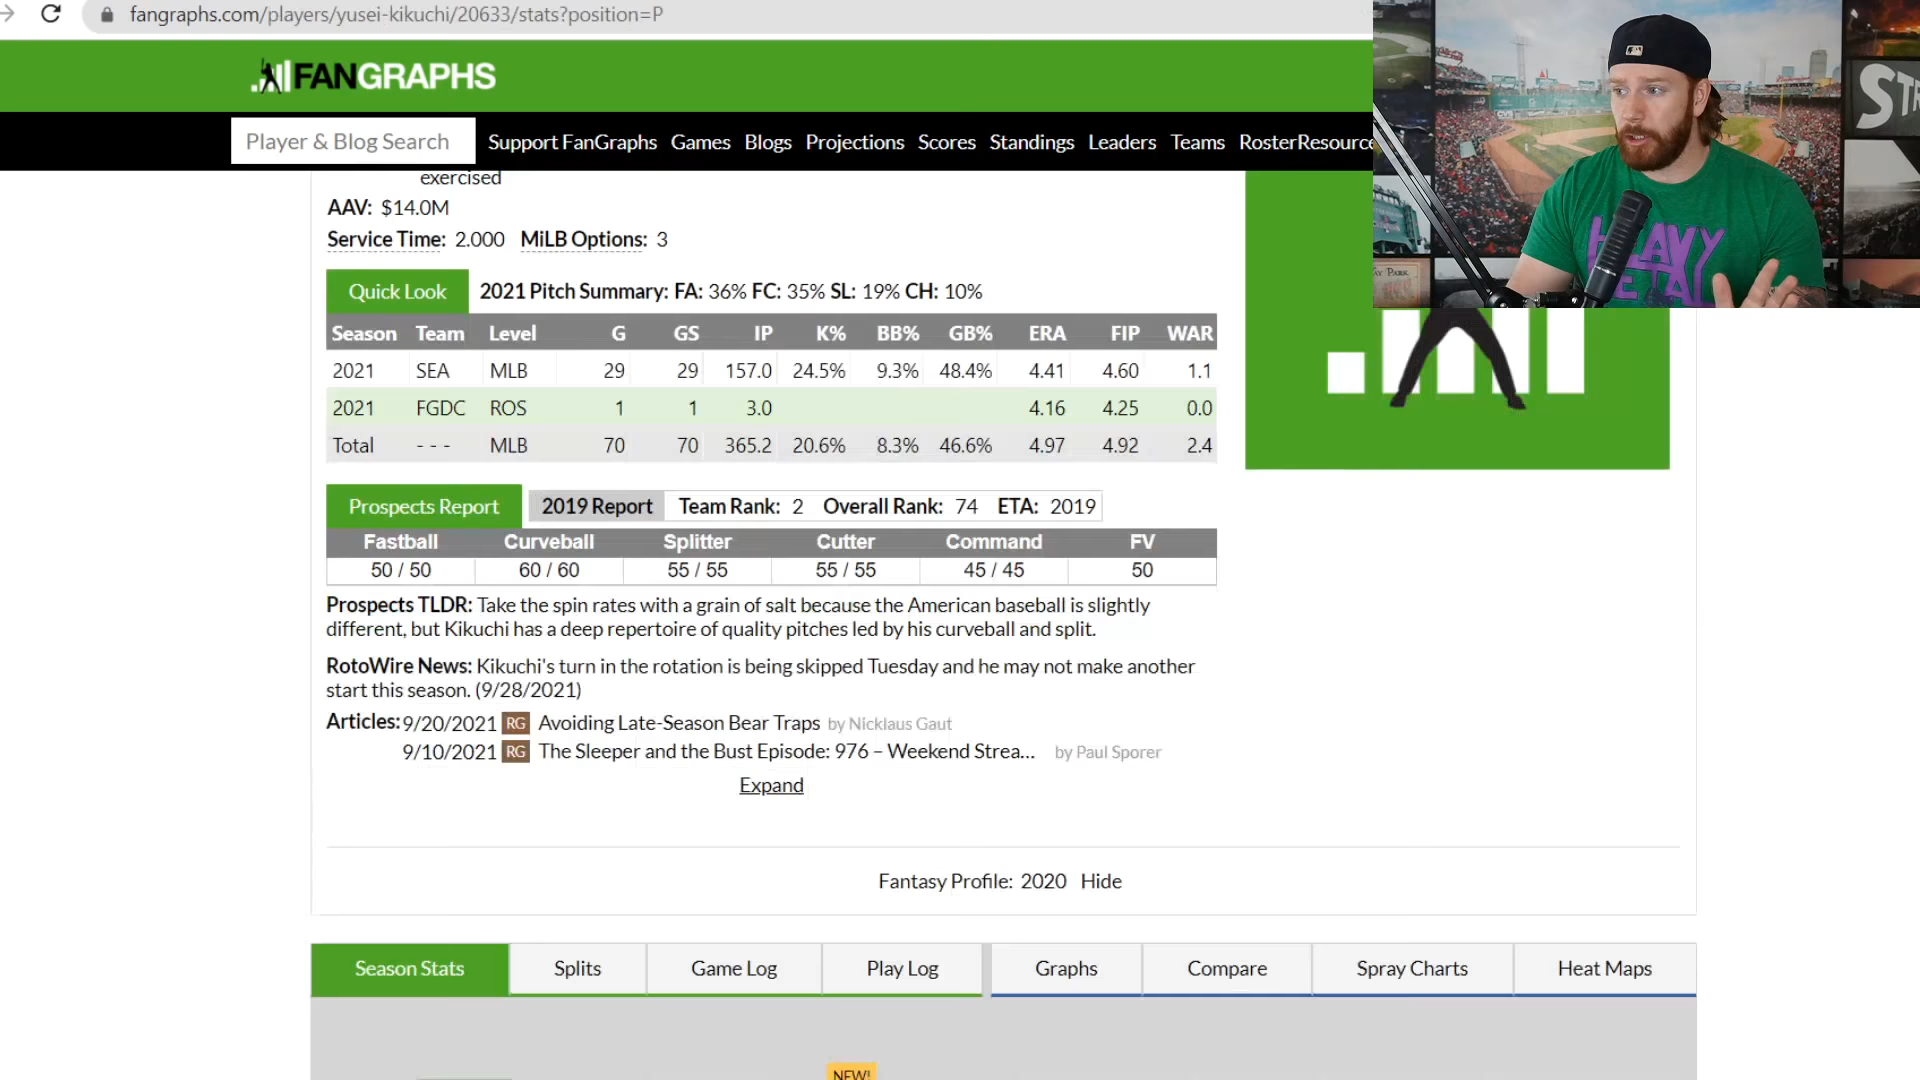 fangraphs.com/players/yusei-kikuchi/20633/stats?position=P
FANGRAPHS
Player & Blog Search Support FanGraphs Games Blogs Projections Scores Standings Leaders Teams RosterResource
exercised
AAV: $14.0M
Service Time: 2.000 MiLB Options: 3
Quick Look 2021 Pitch Summary: FA: 36% FC: 35% SL: 19% CH: 10%
Season Team Level G GS IP K% BB% GB% ERA FIP WAR
2021 SEA MLB 29 29 157.0 24.5% 9.3% 48.4% 4.41 4.60 1.1
2021 FGDC ROS 1 1 3.0 4.16 4.25 0.0
Total - - - MLB 70 70 365.2 20.6% 8.3% 46.6% 4.97 4.92 2.4
Prospects Report 2019 Report Team Rank: 2 Overall Rank: 74 ETA: 2019
Fastball Curveball Splitter Cutter Command FV
50 / 50 60 / 60 55 / 55 55 / 55 45 / 45 50
Prospects TLDR: Take the spin rates with a grain of salt because the American baseball is slightly
different, but Kikuchi has a deep repertoire of quality pitches led by his curveball and split.
RotoWire News: Kikuchi's turn in the rotation is being skipped Tuesday and he may not make another
start this season. (9/28/2021)
Articles: 9/20/2021 RG Avoiding Late-Season Bear Traps by Nicklaus Gaut
9/10/2021 RG The Sleeper and the Bust Episode: 976 – Weekend Strea... by Paul Sporer
Expand
Fantasy Profile: 2020 Hide
Season Stats Splits Game Log Play Log Graphs Compare Spray Charts Heat Maps
NEW!
HEAVY
METAL